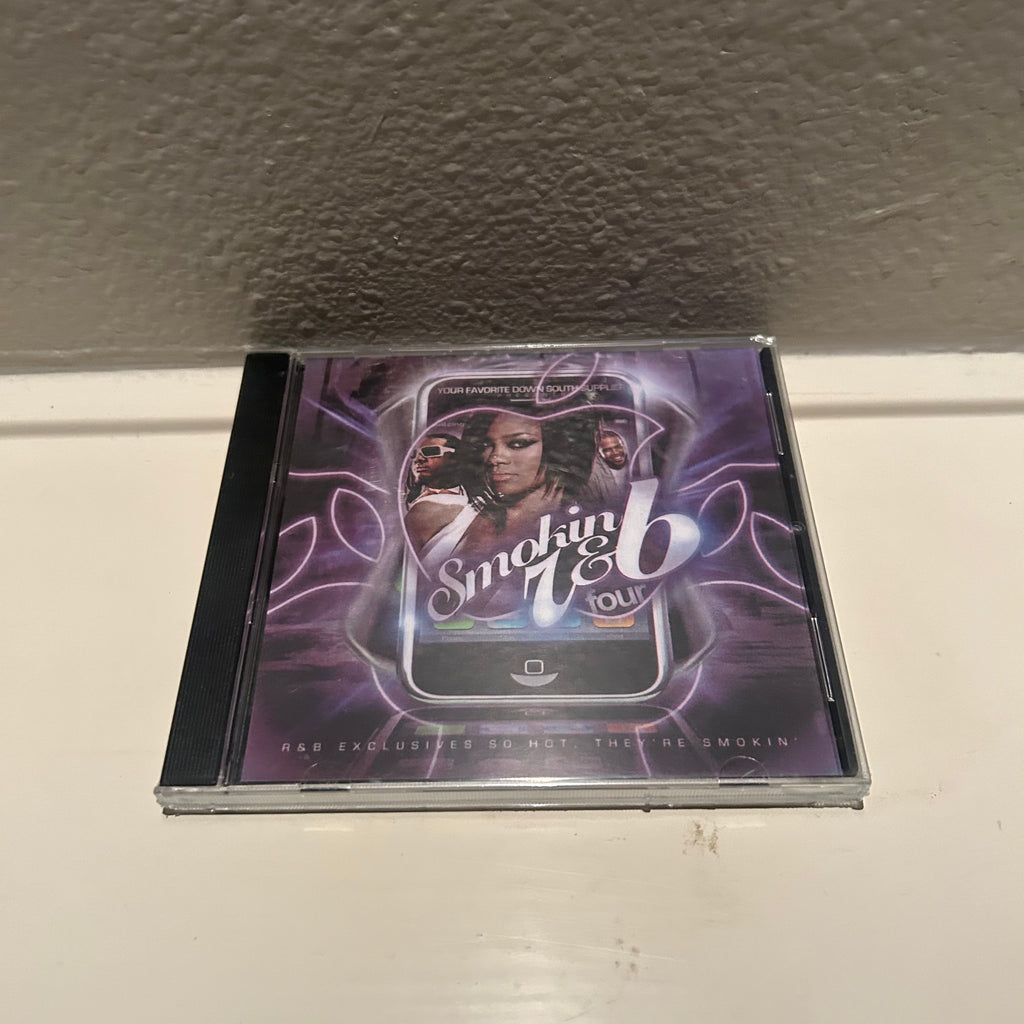 YOUR FAVORITE DOWN SOUTH SUPPLIER
Smokin
r&b
four
R&B EXCLUSIVES SO HOT, THEY'RE SMOKIN'